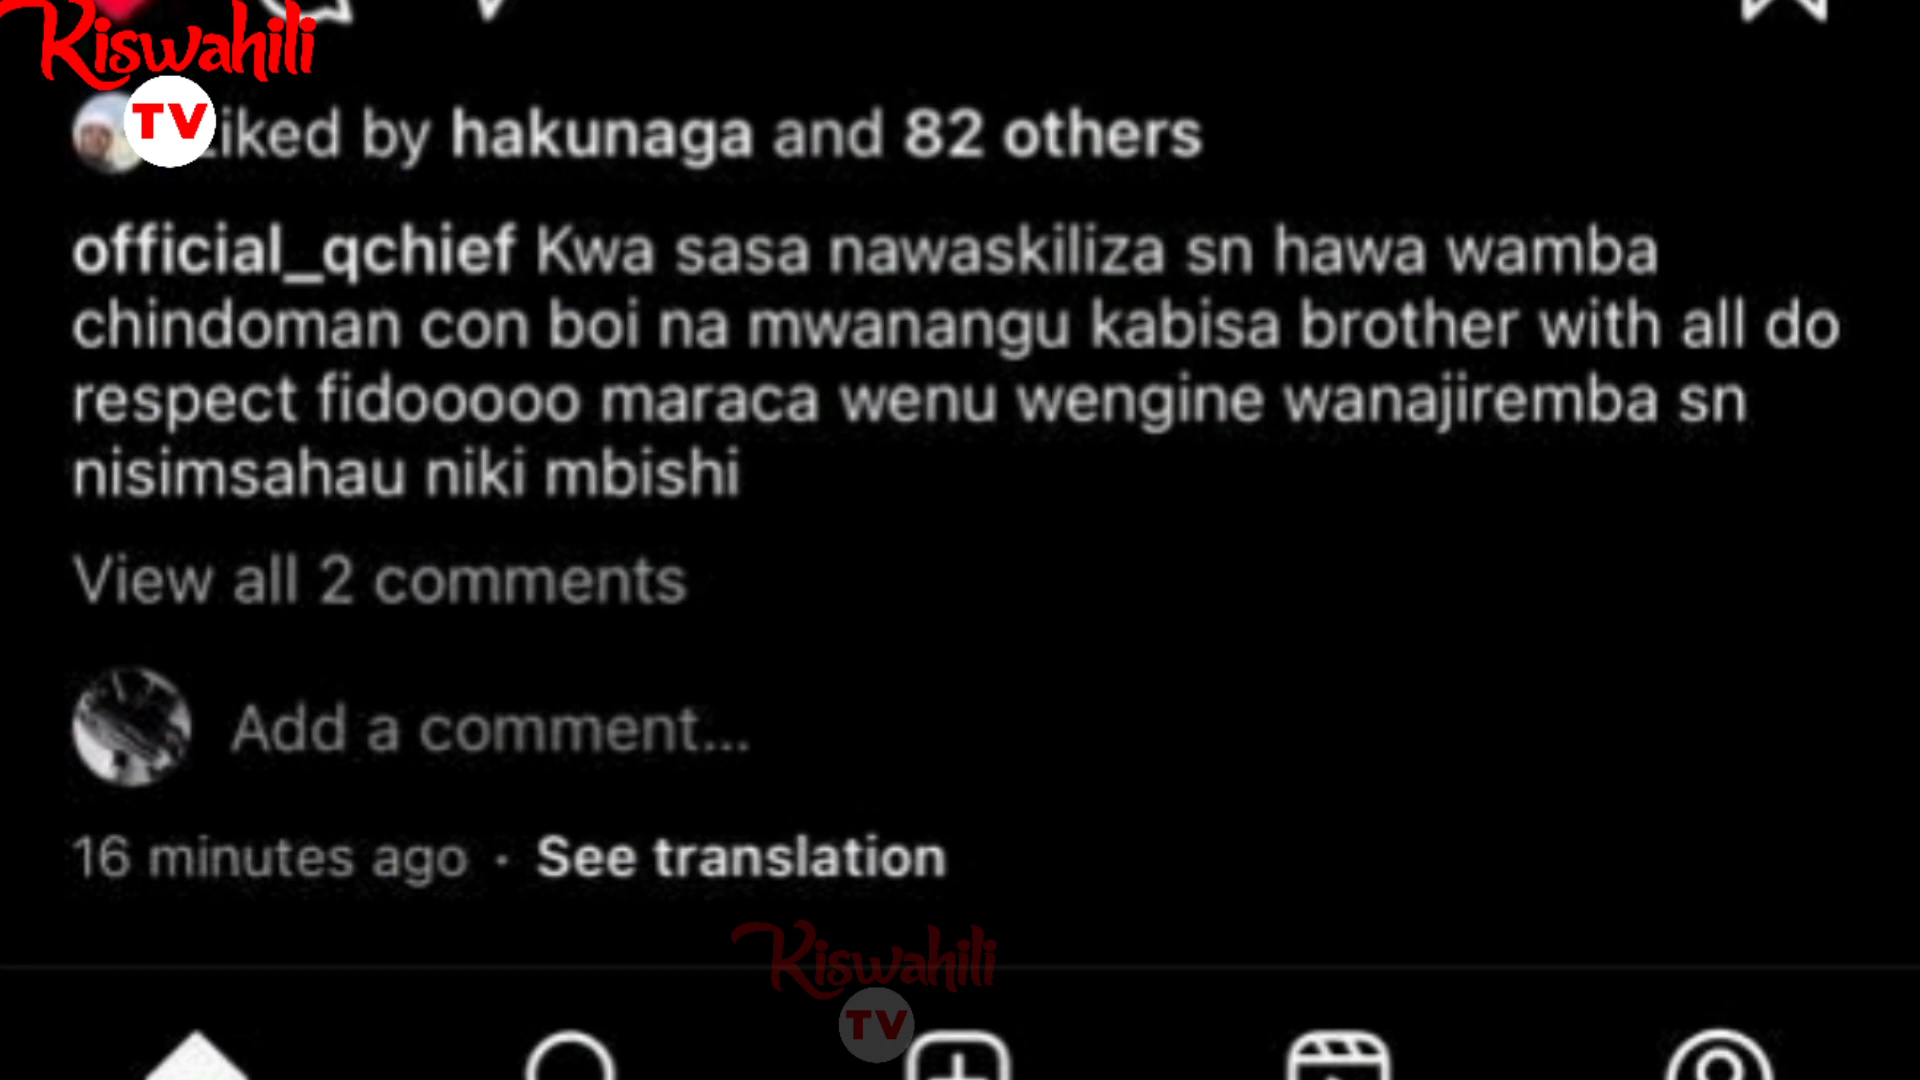 Kiswahili
TV
Liked by hakunaga and 82 others
official_qchief Kwa sasa nawaskiliza sn hawa wamba
chindoman con boi na mwanangu kabisa brother with all do
respect fidooooo maraca wenu wengine wanajiremba sn
nisimsahau niki mbishi
View all 2 comments
Add a comment...
16 minutes ago · See translation
Kiswahili
TV